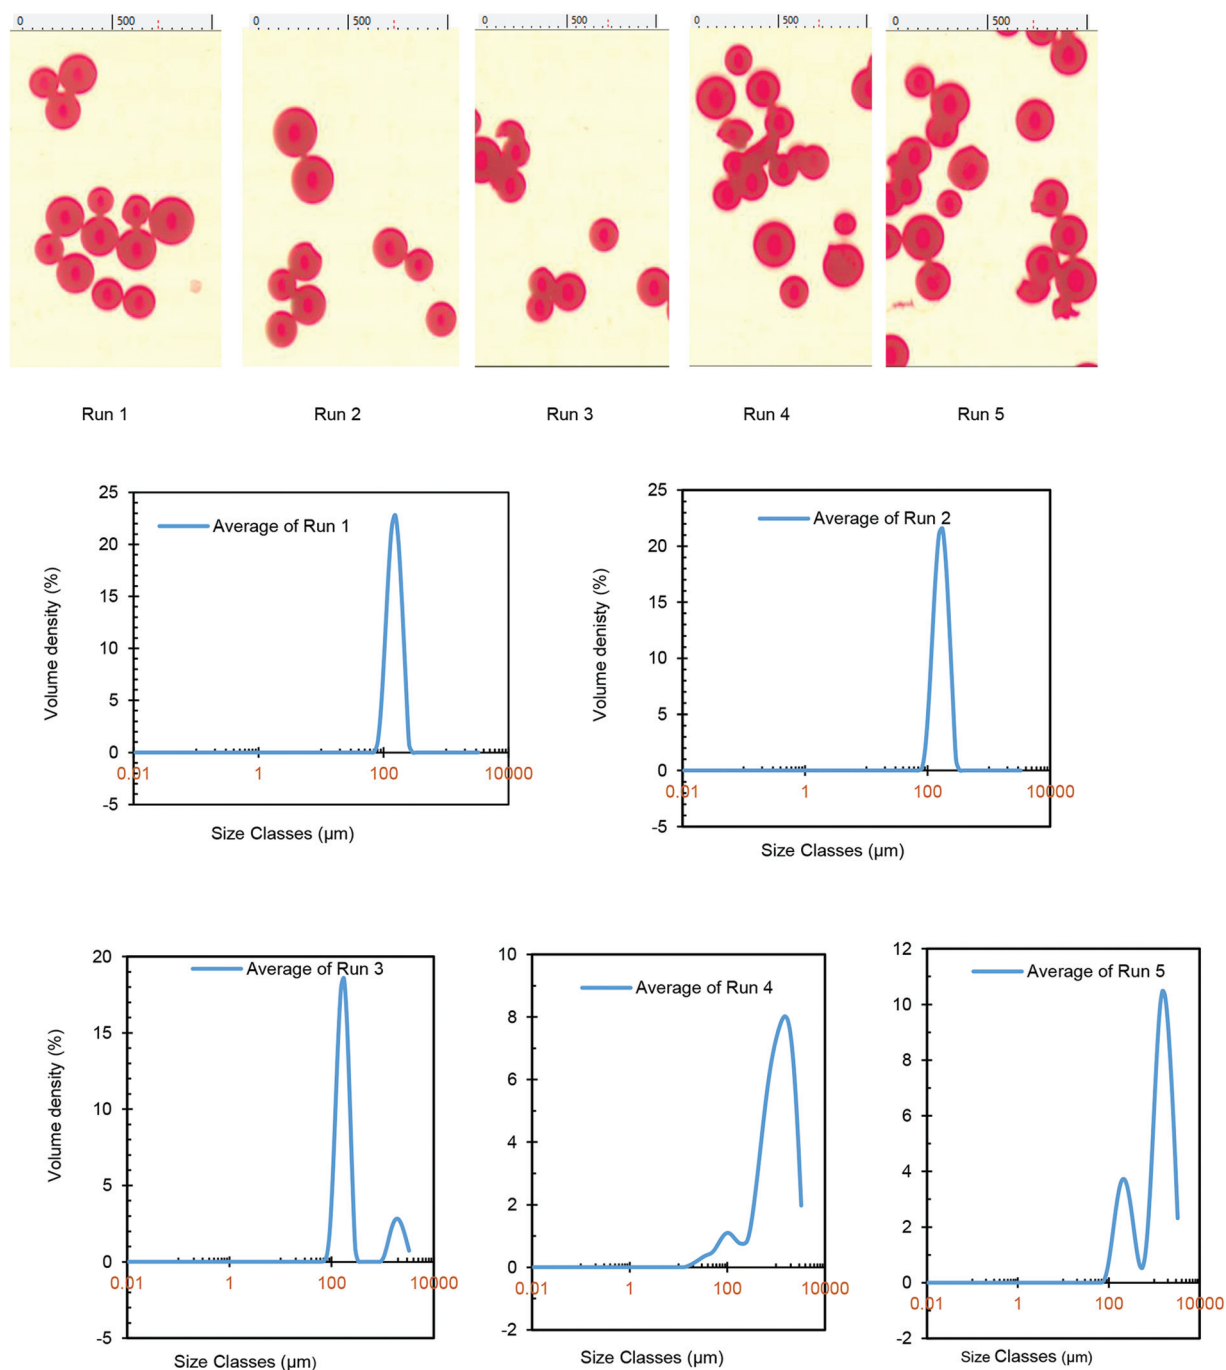 0 500
0 500
0 500
0 500
0 500
Run 1
Run 2
Run 3
Run 4
Run 5
25
20
15
10
5
0
-5
0.01 1 100 10000
Average of Run 1
Volume density (%)
Size Classes (µm)
25
20
15
10
5
0
-5
0.01 1 100 10000
Average of Run 2
Volume denisty (%)
Size Classes (µm)
20
15
10
5
0
-5
0.01 1 100 10000
Average of Run 3
Volume density (%)
Size Classes (µm)
10
8
6
4
2
0
-2
0.01 1 100 10000
Average of Run 4
Size Classes (µm)
12
10
8
6
4
2
0
-2
0.01 1 100 10000
Average of Run 5
Size Classes (µm)